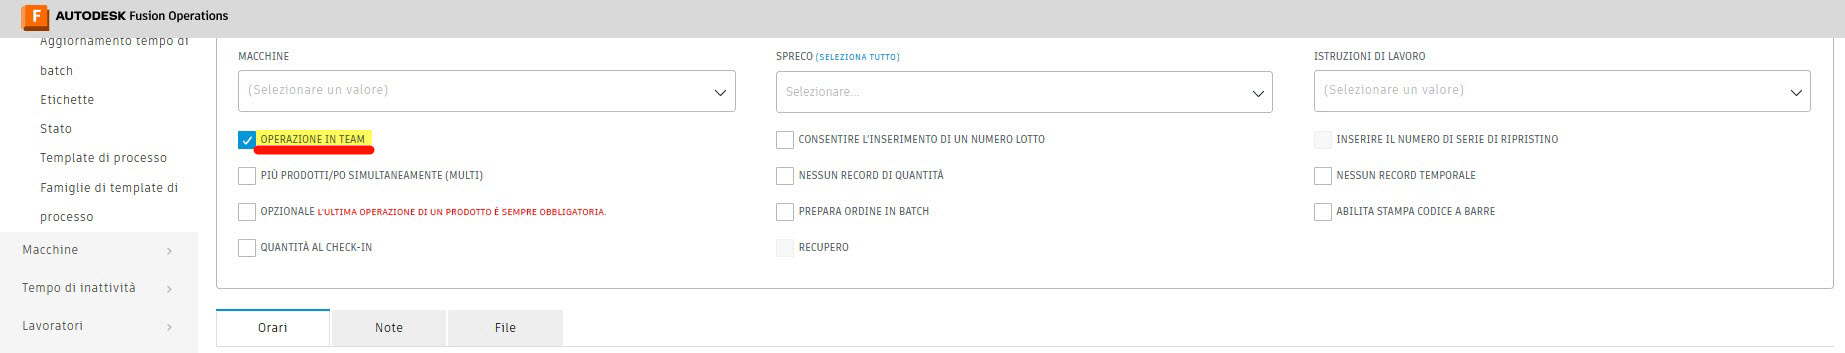 F AUTODESK Fusion Operations
Aggiornamento tempo di
batch
Etichette
Stato
Template di processo
Famiglie di template di
processo
Macchine
Tempo di inattività
Lavoratori
MACCHINE
(Selezionare un valore)
SPRECO (SELEZIONA TUTTO)
Selezionare...
ISTRUZIONI DI LAVORO
(Selezionare un valore)
OPERAZIONE IN TEAM
CONSENTIRE L'INSERIMENTO DI UN NUMERO LOTTO
INSERIRE IL NUMERO DI SERIE DI RIPRISTINO
PIÙ PRODOTTI/PO SIMULTANEAMENTE (MULTI)
NESSUN RECORD DI QUANTITÀ
NESSUN RECORD TEMPORALE
OPZIONALE L'ULTIMA OPERAZIONE DI UN PRODOTTO È SEMPRE OBBLIGATORIA.
PREPARA ORDINE IN BATCH
ABILITA STAMPA CODICE A BARRE
QUANTITÀ AL CHECK-IN
RECUPERO
Orari
Note
File